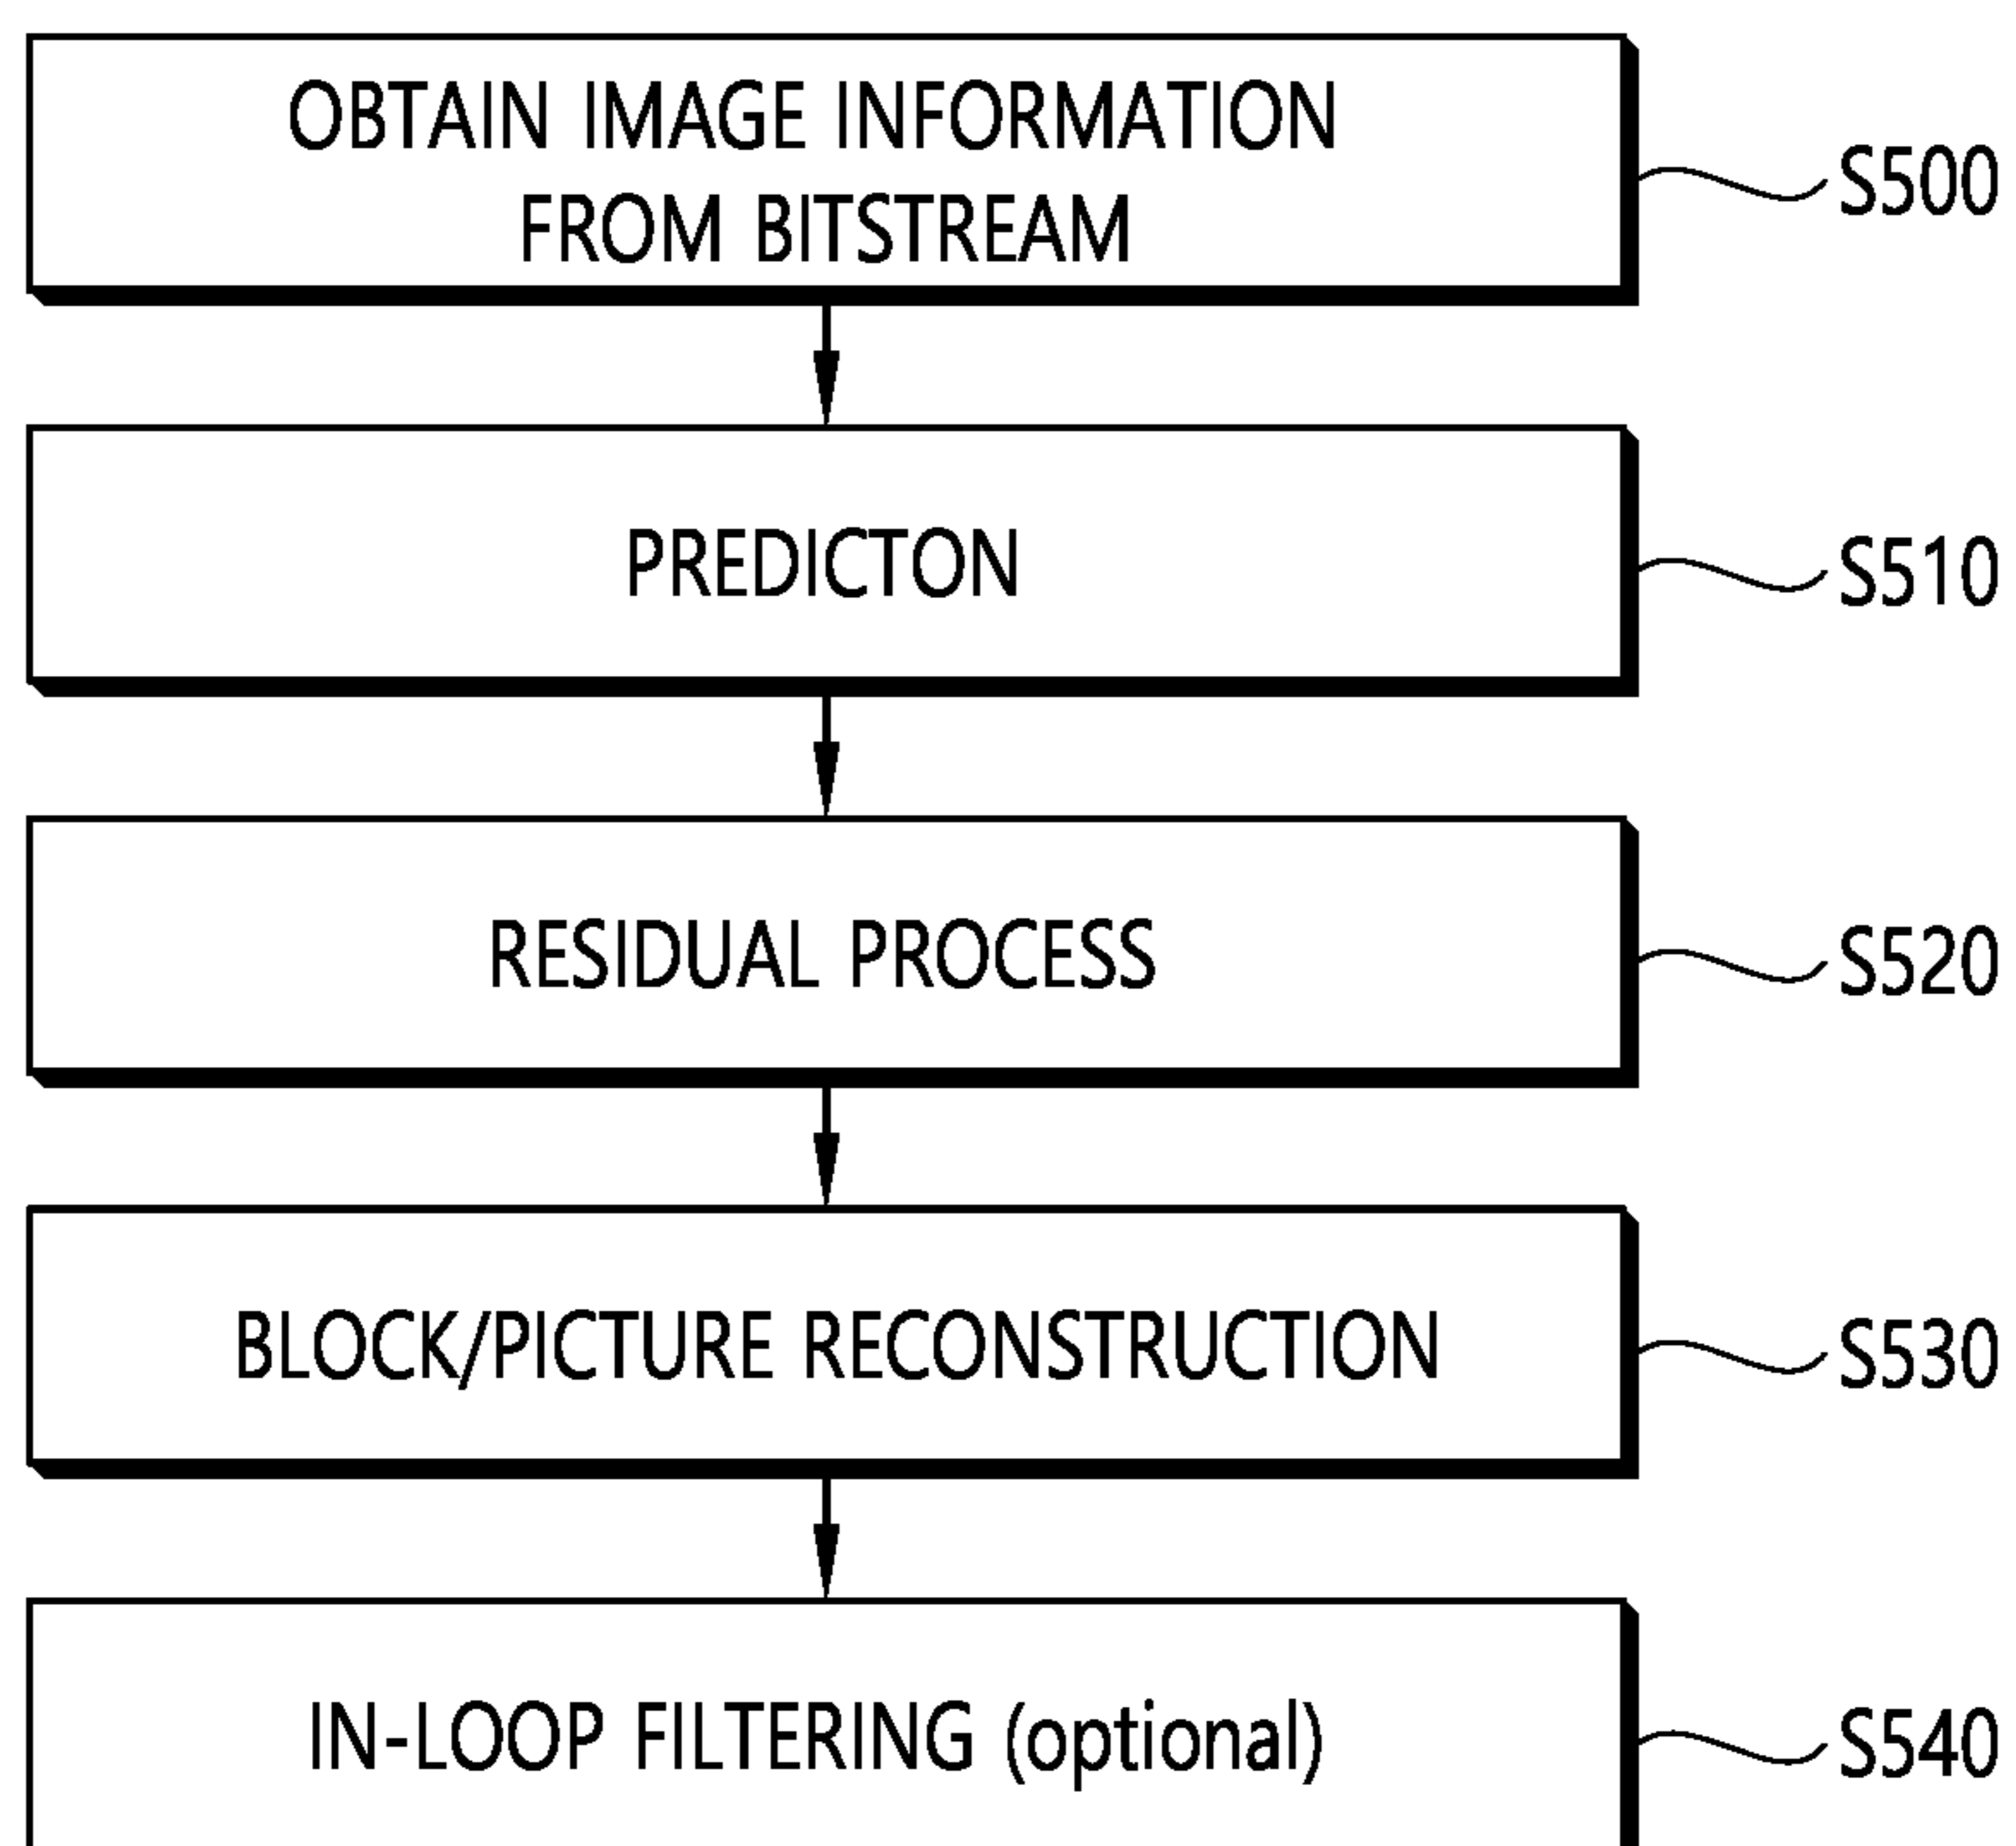 OBTAIN IMAGE INFORMATION
FROM BITSTREAM
S500
PREDICTON
S510
RESIDUAL PROCESS
S520
BLOCK/PICTURE RECONSTRUCTION
S530
IN-LOOP FILTERING (optional)
S540